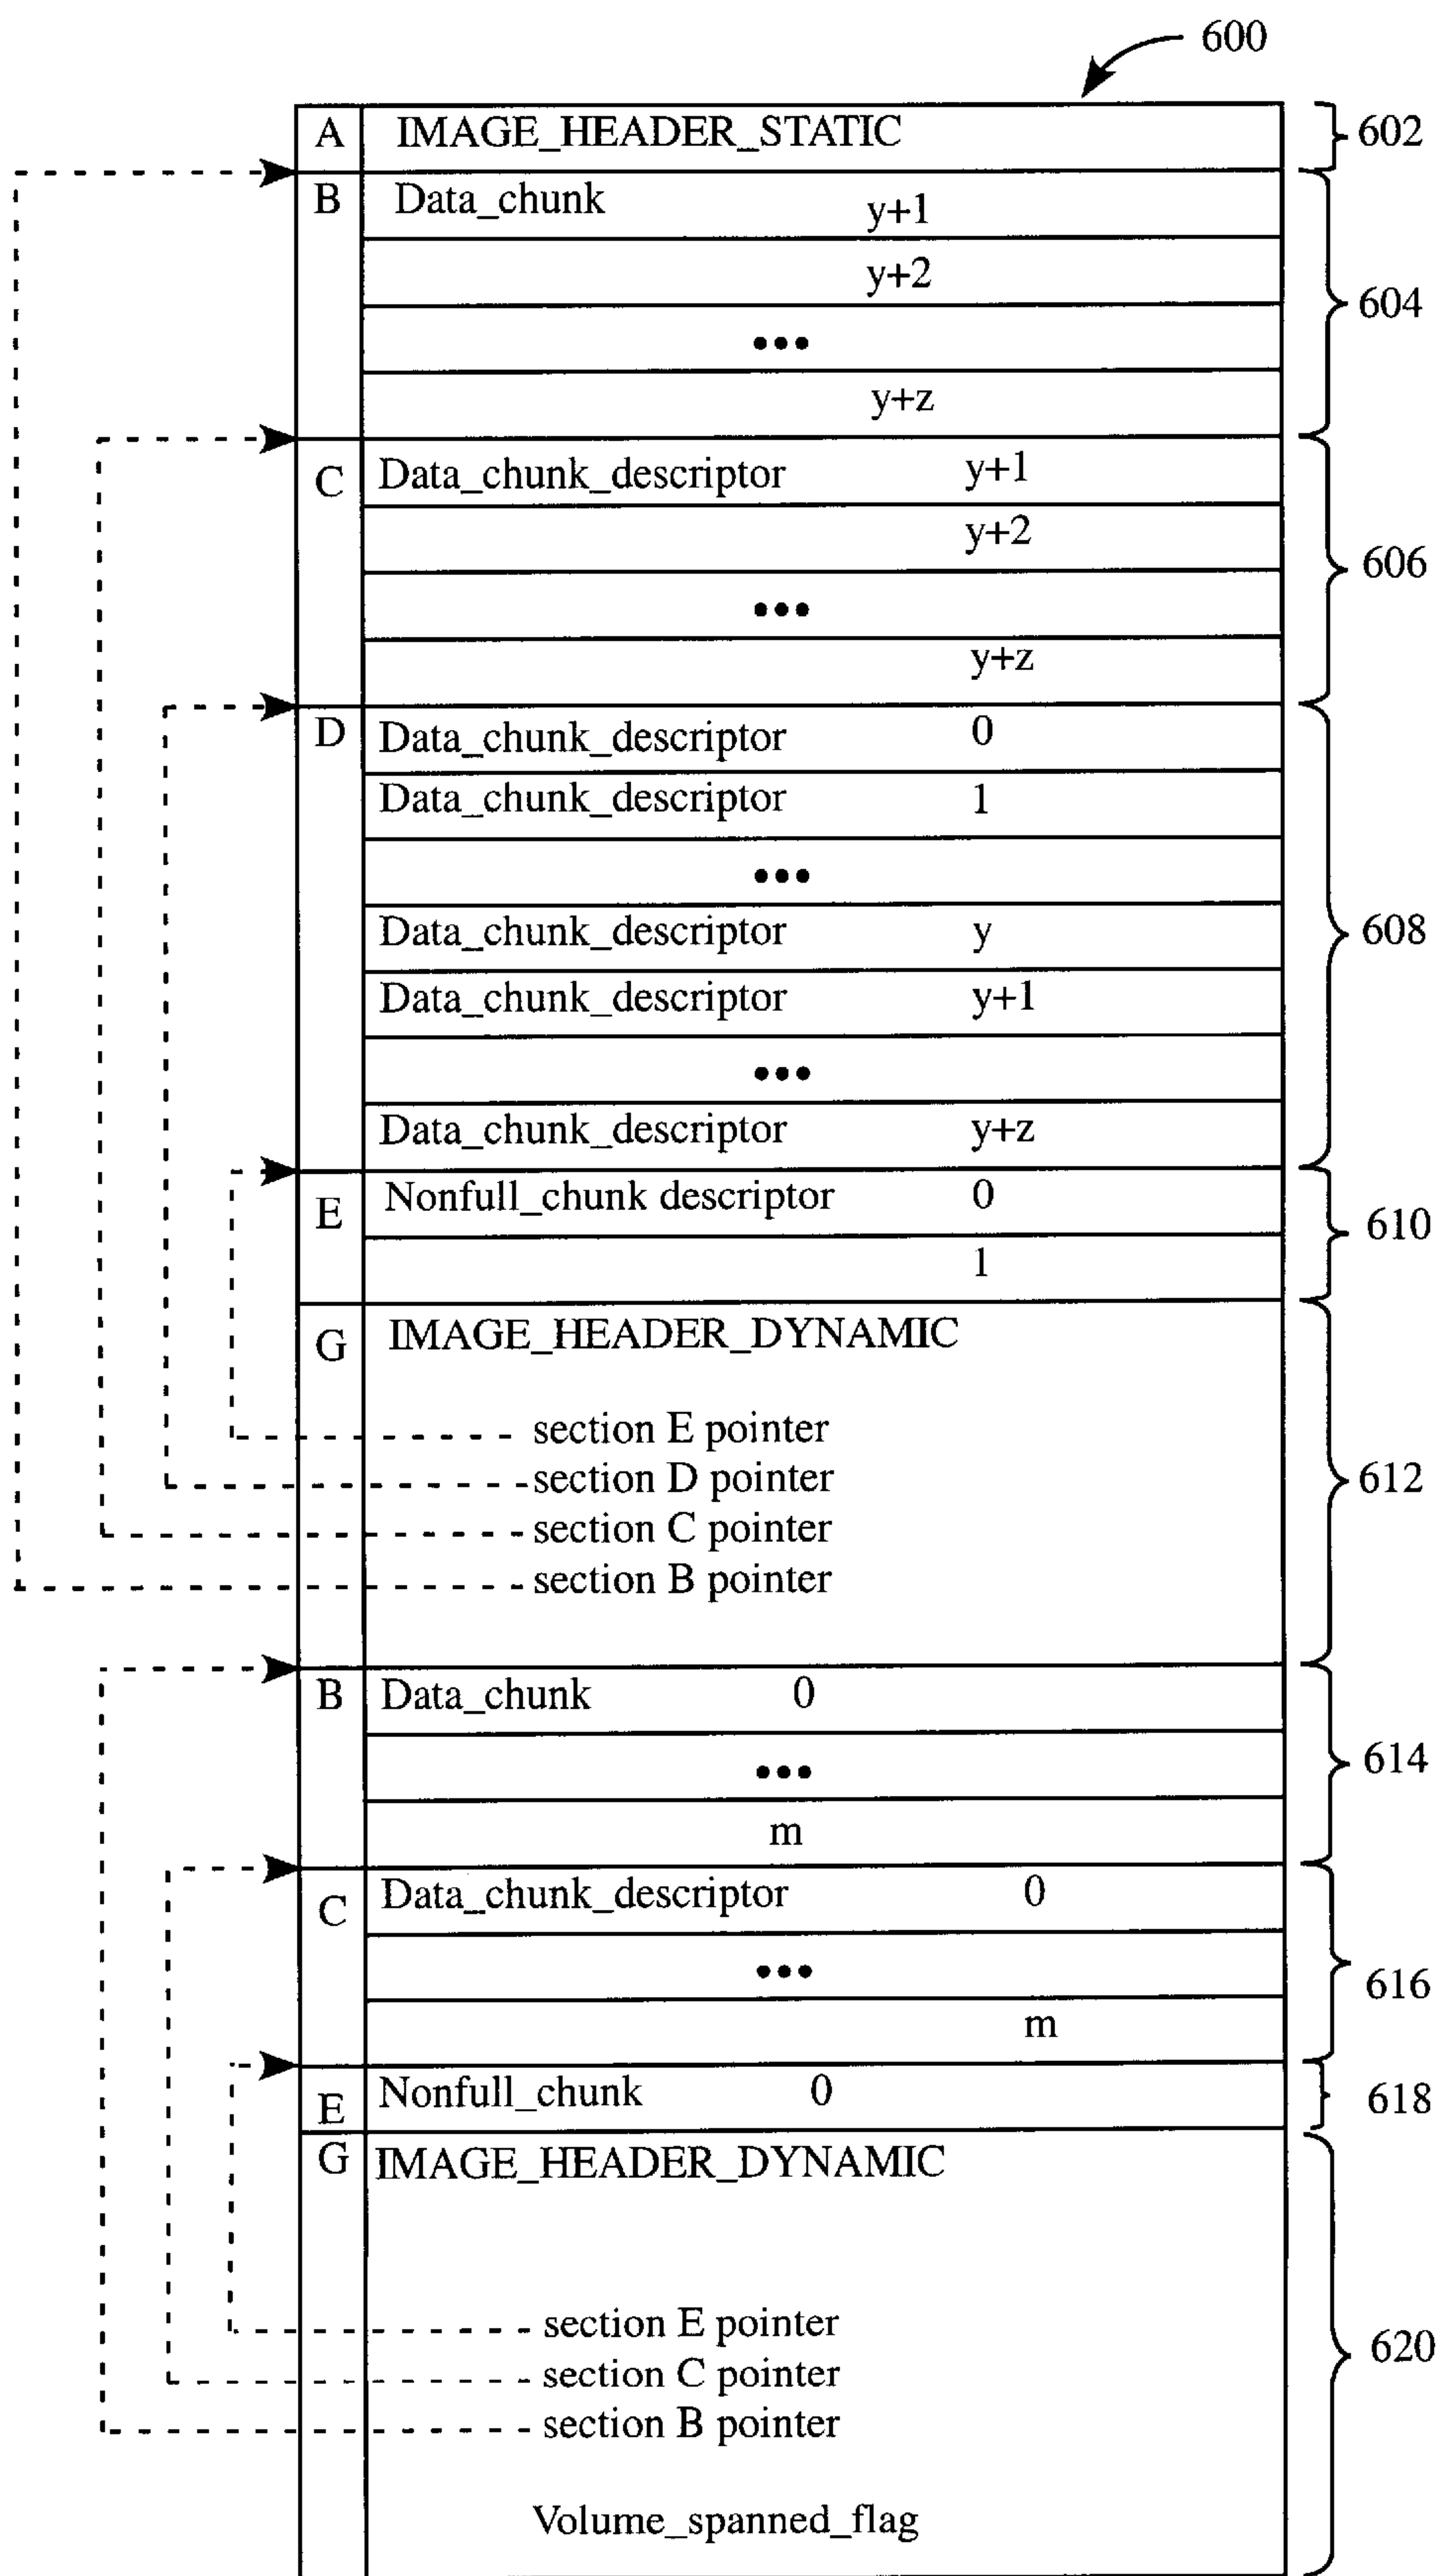 600
A IMAGE_HEADER_STATIC 602
B Data_chunk y+1
y+2
604
•••
y+z
C Data_chunk_descriptor y+1
y+2
606
•••
y+z
D Data_chunk_descriptor 0
Data_chunk_descriptor 1
•••
Data_chunk_descriptor y 608
Data_chunk_descriptor y+1
•••
Data_chunk_descriptor y+z
E Nonfull_chunk descriptor 0
610
1
G IMAGE_HEADER_DYNAMIC
section E pointer
section D pointer 612
section C pointer
section B pointer
B Data_chunk 0
••• 614
m
C Data_chunk_descriptor 0
••• 616
m
E Nonfull_chunk 0 618
G IMAGE_HEADER_DYNAMIC
section E pointer
620
section C pointer
section B pointer
Volume_spanned_flag